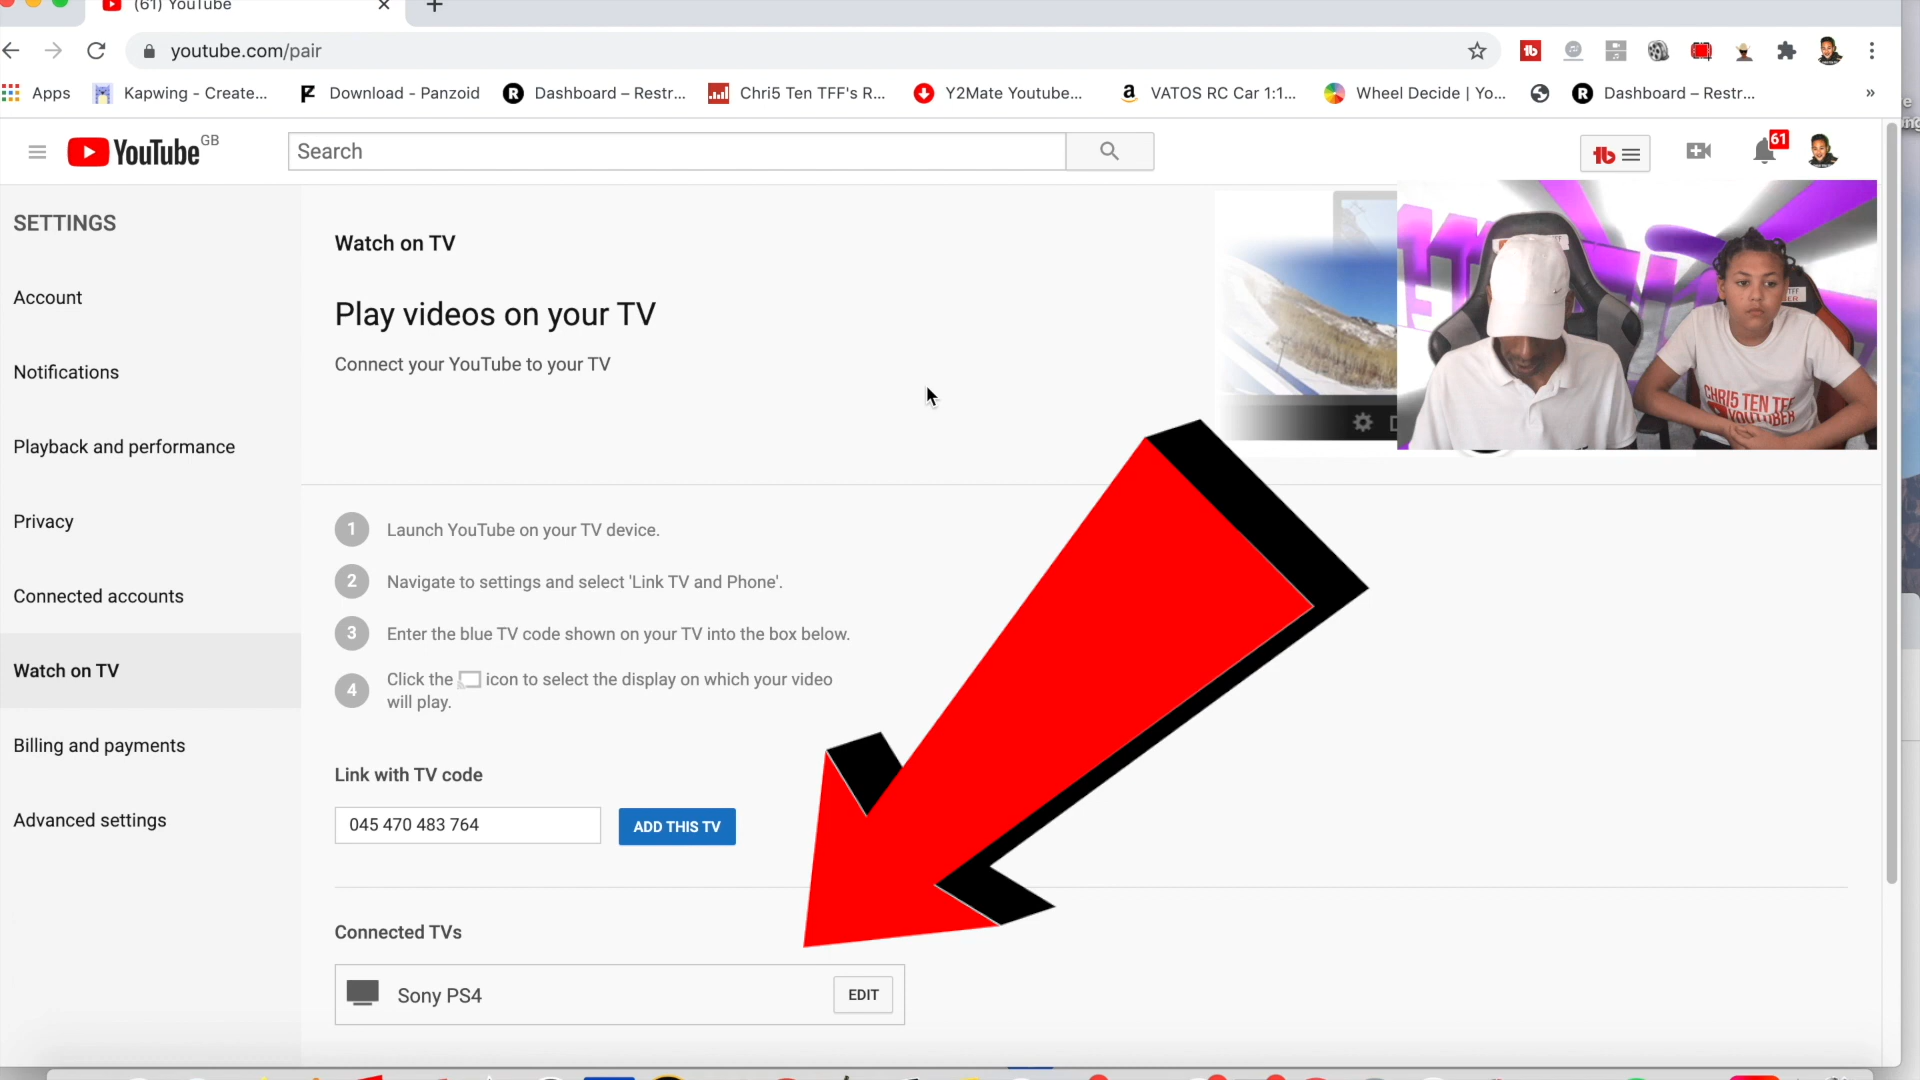 (61) YouTube
youtube.com/pair
Apps
Kapwing - Create...
Download - Panzoid
Dashboard – Restr...
Chri5 Ten TFF's R...
Y2Mate Youtube...
VATOS RC Car 1:1...
Wheel Decide | Yo...
Dashboard – Restr...
»
YouTube GB
Search
61
SETTINGS
Account
Notifications
Playback and performance
Privacy
Connected accounts
Watch on TV
Billing and payments
Advanced settings
Watch on TV
Play videos on your TV
Connect your YouTube to your TV
CHRI5 TEN TFF
YOUTUBER
1 Launch YouTube on your TV device.
2 Navigate to settings and select 'Link TV and Phone'.
3 Enter the blue TV code shown on your TV into the box below.
4 Click the icon to select the display on which your video
will play.
Link with TV code
045 470 483 764
ADD THIS TV
Connected TVs
Sony PS4
EDIT